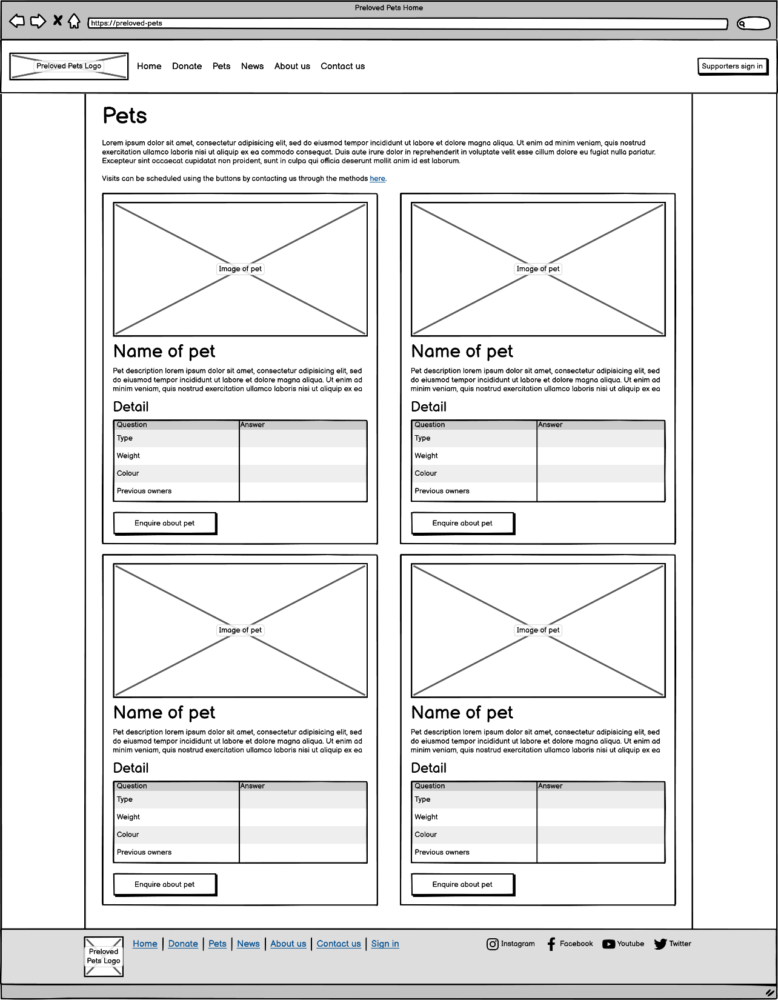 Preloved Pets Home
https://preloved-pets
Preloved Pets Logo
Home Donate Pets News About us Contact us
Supporters sign in
Pets
Lorem ipsum dolor sit amet, consectetur adipisicing elit, sed do eiusmod tempor incididunt ut labore et dolore magna aliqua. Ut enim ad minim veniam, quis nostrud
exercitation ullamco laboris nisi ut aliquip ex ea commodo consequat. Duis aute irure dolor in reprehenderit in voluptate velit esse cillum dolore eu fugiat nulla pariatur.
Excepteur sint occaecat cupidatat non proident, sunt in culpa qui officia deserunt mollit anim id est laborum.
Visits can be scheduled using the buttons by contacting us through the methods here.
Image of pet
Name of pet
Pet description lorem ipsum dolor sit amet, consectetur adipisicing elit, sed
do eiusmod tempor incididunt ut labore et dolore magna aliqua. Ut enim ad
minim veniam, quis nostrud exercitation ullamco laboris nisi ut aliquip ex ea
Detail
Question Answer
Type
Weight
Colour
Previous owners
Enquire about pet
Image of pet
Name of pet
Pet description lorem ipsum dolor sit amet, consectetur adipisicing elit, sed
do eiusmod tempor incididunt ut labore et dolore magna aliqua. Ut enim ad
minim veniam, quis nostrud exercitation ullamco laboris nisi ut aliquip ex ea
Detail
Question Answer
Type
Weight
Colour
Previous owners
Enquire about pet
Image of pet
Name of pet
Pet description lorem ipsum dolor sit amet, consectetur adipisicing elit, sed
do eiusmod tempor incididunt ut labore et dolore magna aliqua. Ut enim ad
minim veniam, quis nostrud exercitation ullamco laboris nisi ut aliquip ex ea
Detail
Question Answer
Type
Weight
Colour
Previous owners
Enquire about pet
Image of pet
Name of pet
Pet description lorem ipsum dolor sit amet, consectetur adipisicing elit, sed
do eiusmod tempor incididunt ut labore et dolore magna aliqua. Ut enim ad
minim veniam, quis nostrud exercitation ullamco laboris nisi ut aliquip ex ea
Detail
Question Answer
Type
Weight
Colour
Previous owners
Enquire about pet
Preloved
Pets Logo
Home | Donate | Pets | News | About us | Contact us | Sign in
Instagram Facebook Youtube Twitter